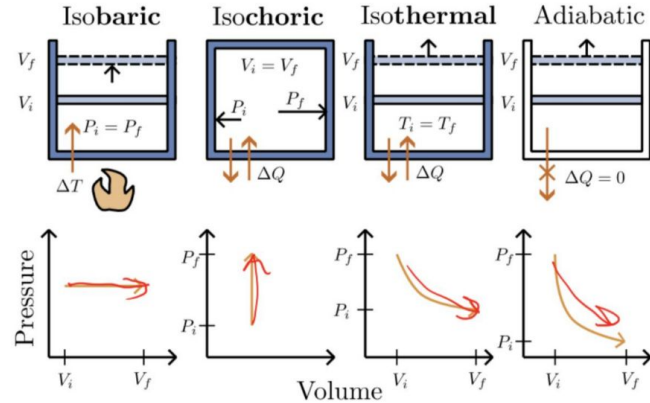 Isobaric
Isochoric
Isothermal
Adiabatic
V_f
V_i
P_i = P_f
ΔT
V_i = V_f
P_i
P_f
ΔQ
V_f
V_i
T_i = T_f
ΔQ
V_f
V_i
ΔQ = 0
Pressure
V_i
V_f
P_f
P_i
P_f
P_i
V_i
V_f
P_f
P_i
V_i
V_f
Volume